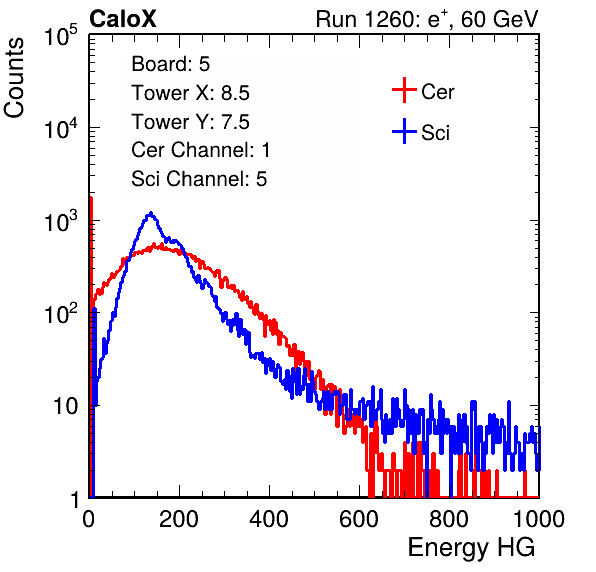 CaloX Run 1260: e⁺, 60 GeV
Counts
10⁵
10⁴
10³
10²
10
1
Board: 5
Tower X: 8.5
Tower Y: 7.5
Cer Channel: 1
Sci Channel: 5
Cer
Sci
0 200 400 600 800 1000
Energy HG